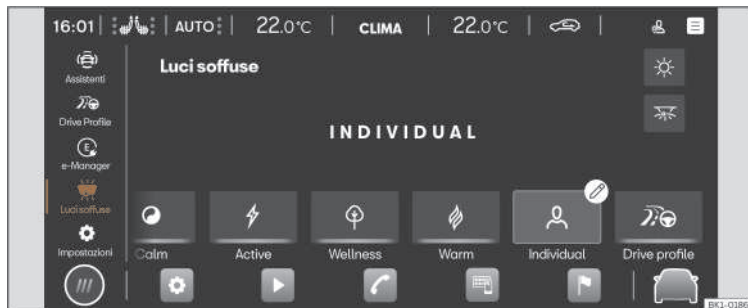 16:01 AUTO 22.0°C CLIMA 22.0°C
Assistenti
Luci soffuse
Drive Profile
INDIVIDUAL
E
e-Manager
Luci soffuse
Impostazioni
Calm Active Wellness Warm Individual Drive profile
BK1-0186